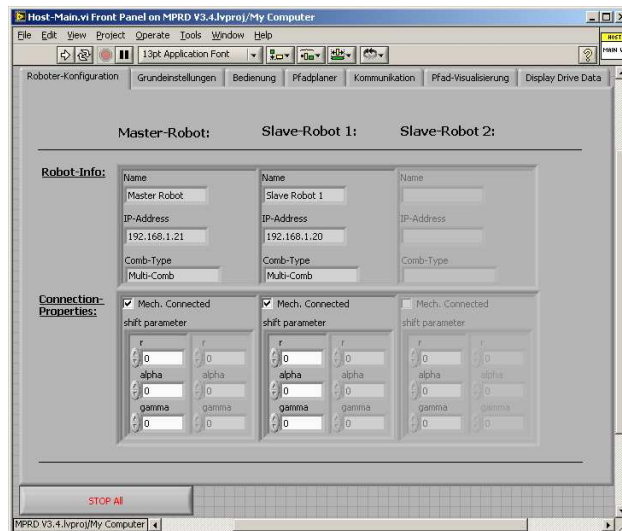 Host-Main.vi Front Panel on MPRD V3.4.lvproj/My Computer
File Edit View Project Operate Tools Window Help
13pt Application Font
HOST
MAIN V
Roboter-Konfiguration Grundeinstellungen Bedienung Pfadplaner Kommunikation Pfad-Visualisierung Display Drive Data
Master-Robot: Slave-Robot 1: Slave-Robot 2:
Robot-Info:
Name Name Name
Master Robot Slave Robot 1
IP-Address IP-Address IP-Address
192.168.1.21 192.168.1.20
Comb-Type Comb-Type Comb-Type
Multi-Comb Multi-Comb
Connection-
Properties:
Mech. Connected Mech. Connected Mech. Connected
shift parameter shift parameter shift parameter
r r r r r r
0 0 0 0 0 0
alpha alpha alpha alpha alpha alpha
0 0 0 0 0 0
gamma gamma gamma gamma gamma gamma
0 0 0 0 0 0
STOP All
MPRD V3.4.lvproj/My Computer